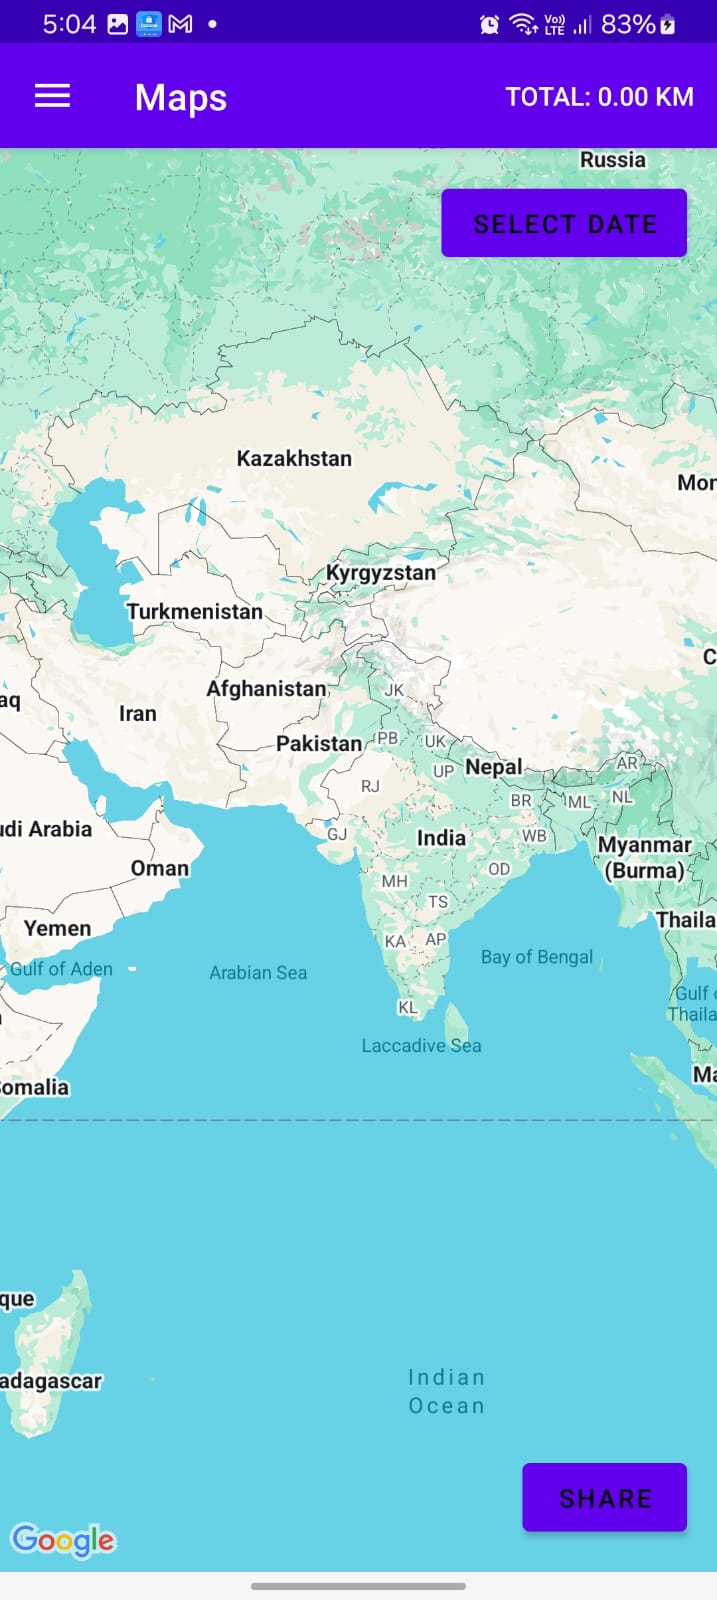 5:04
Vo))
LTE
83%
Maps
TOTAL: 0.00 KM
Russia
SELECT DATE
Kazakhstan
Mon
Kyrgyzstan
Turkmenistan
C
Afghanistan
JK
aq
Iran
Pakistan
PB
UK
Nepal
UP
AR
RJ
BR
ML
NL
udi Arabia
GJ
India
WB
Myanmar
(Burma)
Oman
OD
MH
TS
Thaila
Yemen
KA
AP
Gulf of Aden
Arabian Sea
Bay of Bengal
Gulf o
Thaila
KL
Laccadive Sea
Ma
Somalia
que
adagascar
Indian
Ocean
SHARE
Google